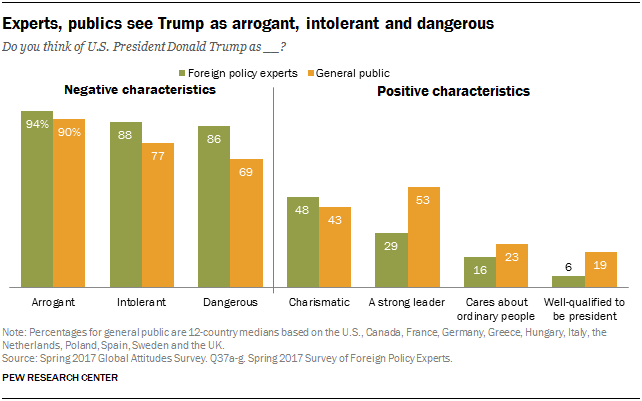 Experts, publics see Trump as arrogant, intolerant and dangerous
Do you think of U.S. President Donald Trump as __?
Foreign policy experts General public
Negative characteristics Positive characteristics
94% 90% 88 77 86 69 48 43 29 53 16 23 6 19
Arrogant Intolerant Dangerous Charismatic A strong leader Cares about ordinary people Well-qualified to be president
Note: Percentages for general public are 12-country medians based on the U.S., Canada, France, Germany, Greece, Hungary, Italy, the
Netherlands, Poland, Spain, Sweden and the UK.
Source: Spring 2017 Global Attitudes Survey. Q37a-g. Spring 2017 Survey of Foreign Policy Experts.
PEW RESEARCH CENTER